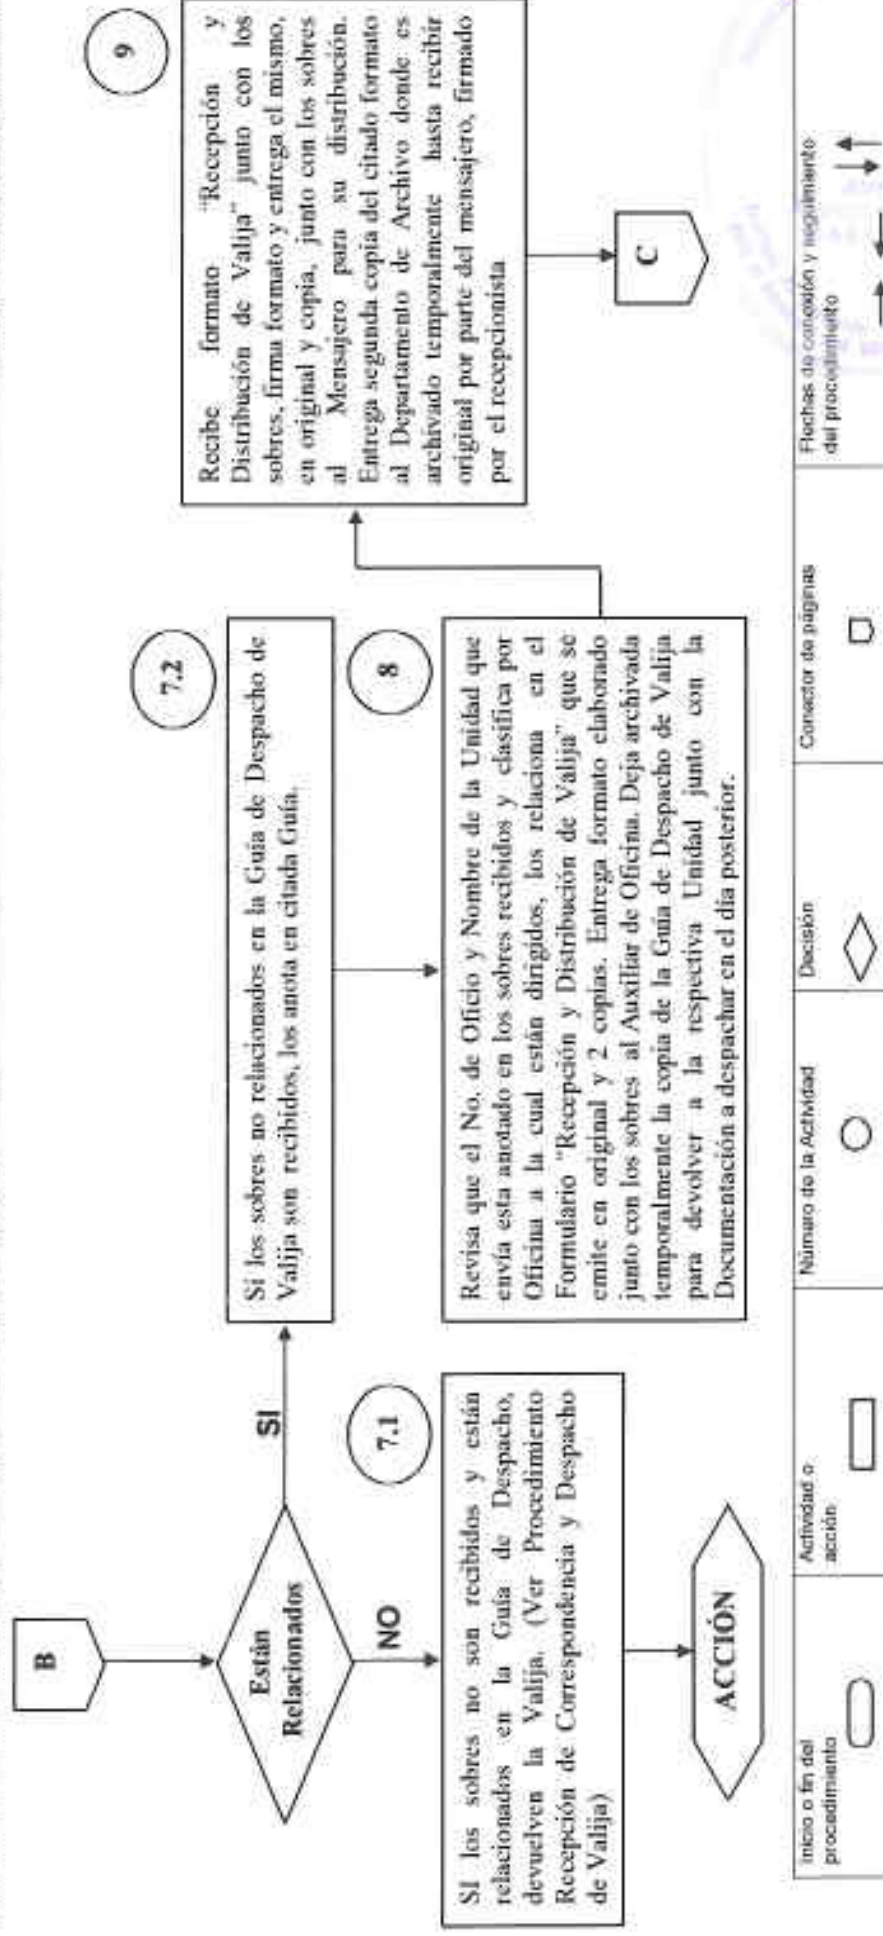 B
Están
Relacionados
SI
NO
7.1
SI los sobres no son recibidos y están
relacionados en la Guía de Despacho,
devuelven la Valija. (Ver Procedimiento
Recepción de Correspondencia y Despacho
de Valija)
ACCIÓN
7.2
Sí los sobres no relacionados en la Guía de Despacho de
Valija son recibidos, los anota en citada Guía.
8
Revisa que el No. de Oficio y Nombre de la Unidad que
envía esta anotado en los sobres recibidos y clasifica por
Oficina a la cual están dirigidos, los relaciona en el
Formulario "Recepción y Distribución de Valija" que se
emite en original y 2 copias. Entrega formato elaborado
junto con los sobres al Auxiliar de Oficina. Deja archivada
temporalmente la copia de la Guía de Despacho de Valija
para devolver a la respectiva Unidad junto con la
Documentación a despachar en el día posterior.
9
Recibe formato "Recepción y
Distribución de Valija" junto con los
sobres, firma formato y entrega el mismo,
en original y copia, junto con los sobres
al Mensajero para su distribución.
Entrega segunda copia del citado formato
al Departamento de Archivo donde es
archivado temporalmente hasta recibir
original por parte del mensajero, firmado
por el recepcionista
C
Inicio o fin del
procedimiento
Actividad o
acción
Número de la Actividad
Decisión
Conector de páginas
Flechas de conexión y seguimiento
del procedimiento